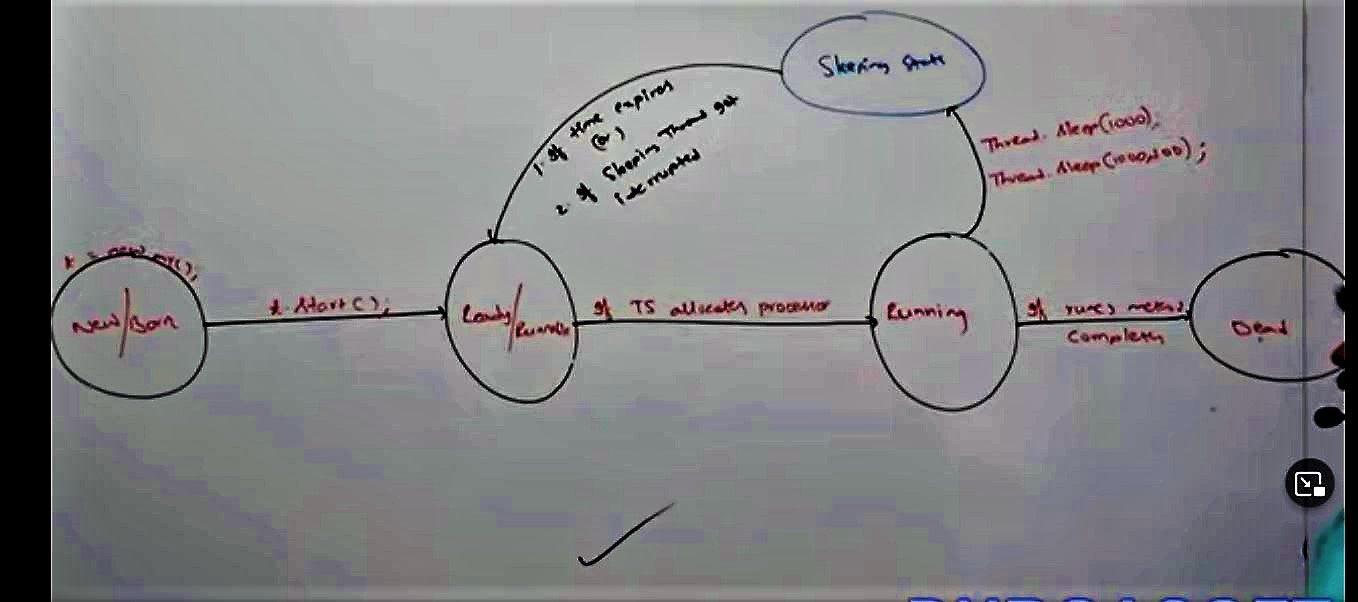 Sleeping State
1. If time expires
(or)
2. If Sleeping Thread got
interrupted
Thread.sleep(1000);
Thread.sleep(1000,100);
t = new
New/Born
t.start();
Ready/
Runnable
If TS allocates processor
Running
If run() method
Completes
Dead